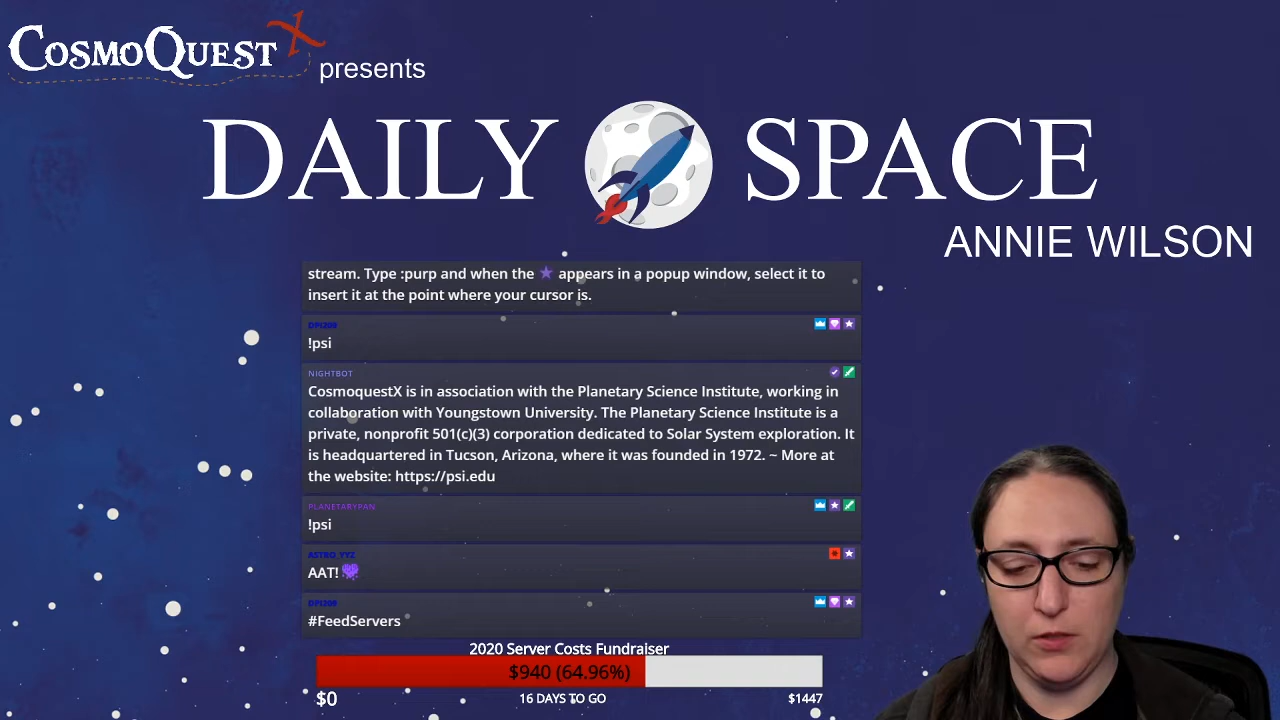 CosmoQuest X presents
DAILY SPACE
ANNIE WILSON
stream. Type :purp and when the appears in a popup window, select it to
insert it at the point where your cursor is.
DPI209
!psi
NIGHTBOT
CosmoquestX is in association with the Planetary Science Institute, working in
collaboration with Youngstown University. The Planetary Science Institute is a
private, nonprofit 501(c)(3) corporation dedicated to Solar System exploration. It
is headquartered in Tucson, Arizona, where it was founded in 1972. ~ More at
the website: https://psi.edu
PLANETARYPAN
!psi
ASTRO_YYZ
AAT!
DPI209
#FeedServers
2020 Server Costs Fundraiser
$940 (64.96%)
$0 16 DAYS TO GO $1447